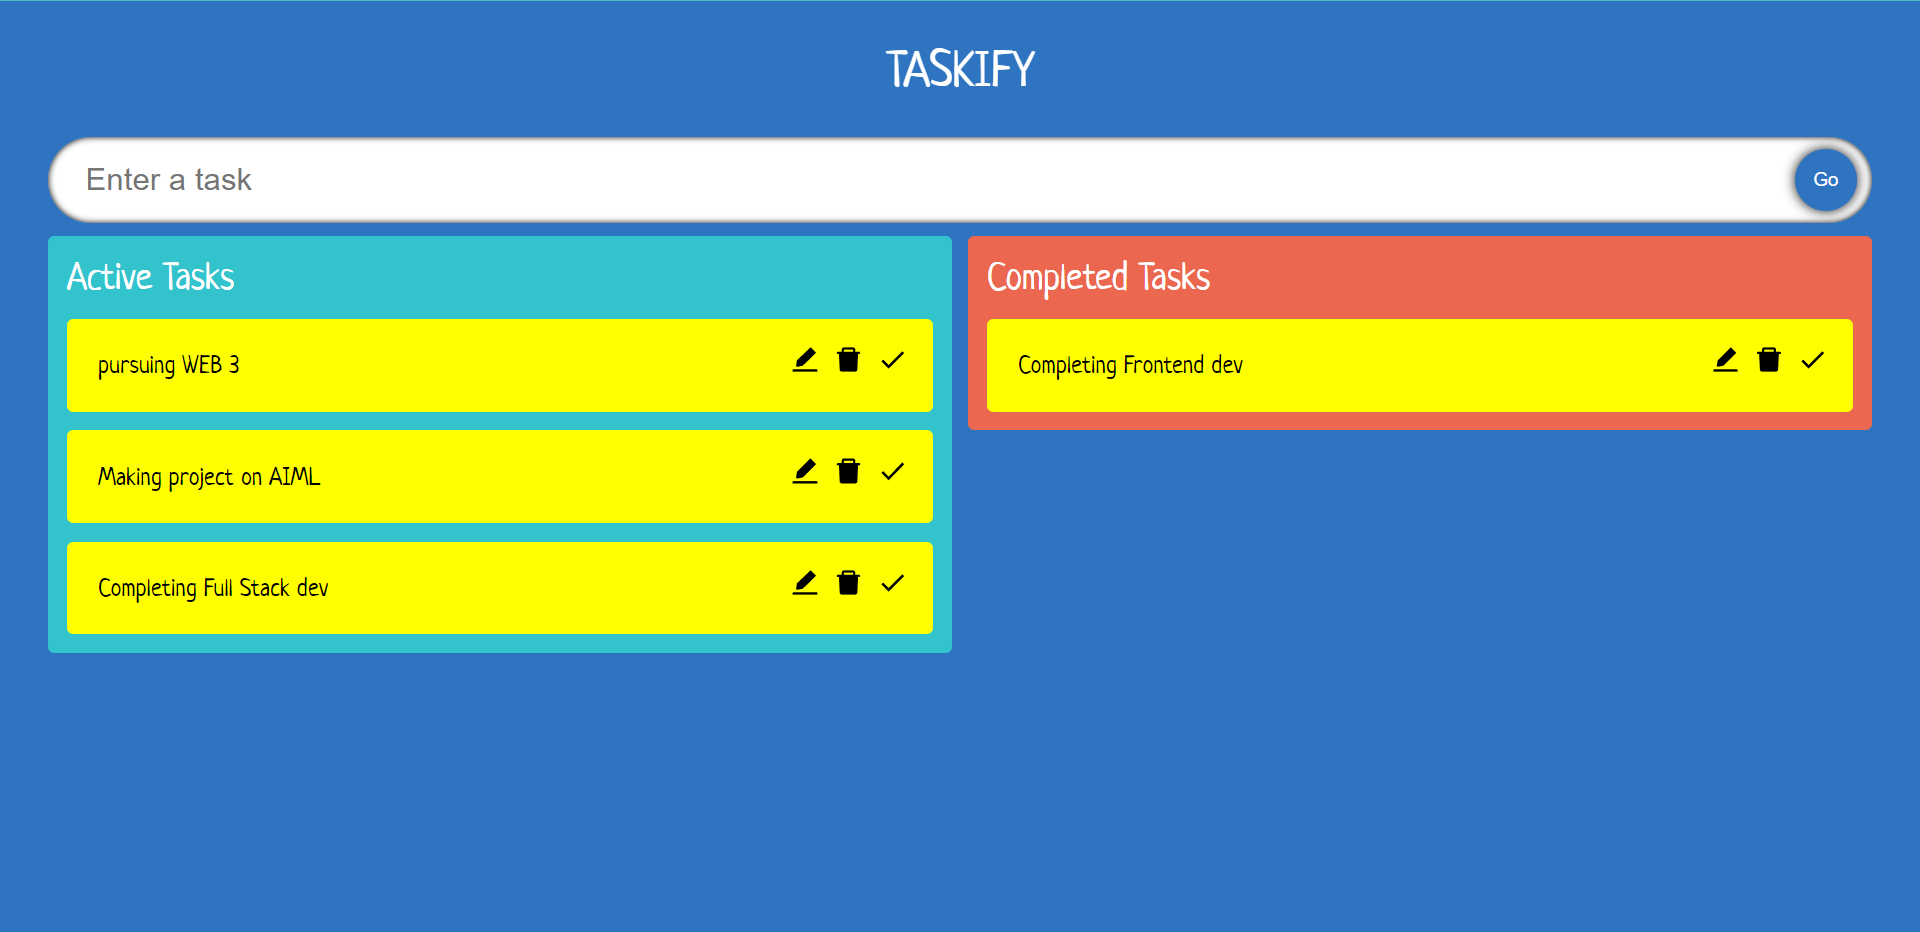 TASKIFY
Enter a task
Go
Active Tasks
pursuing WEB 3
Making project on AIML
Completing Full Stack dev
Completed Tasks
Completing Frontend dev